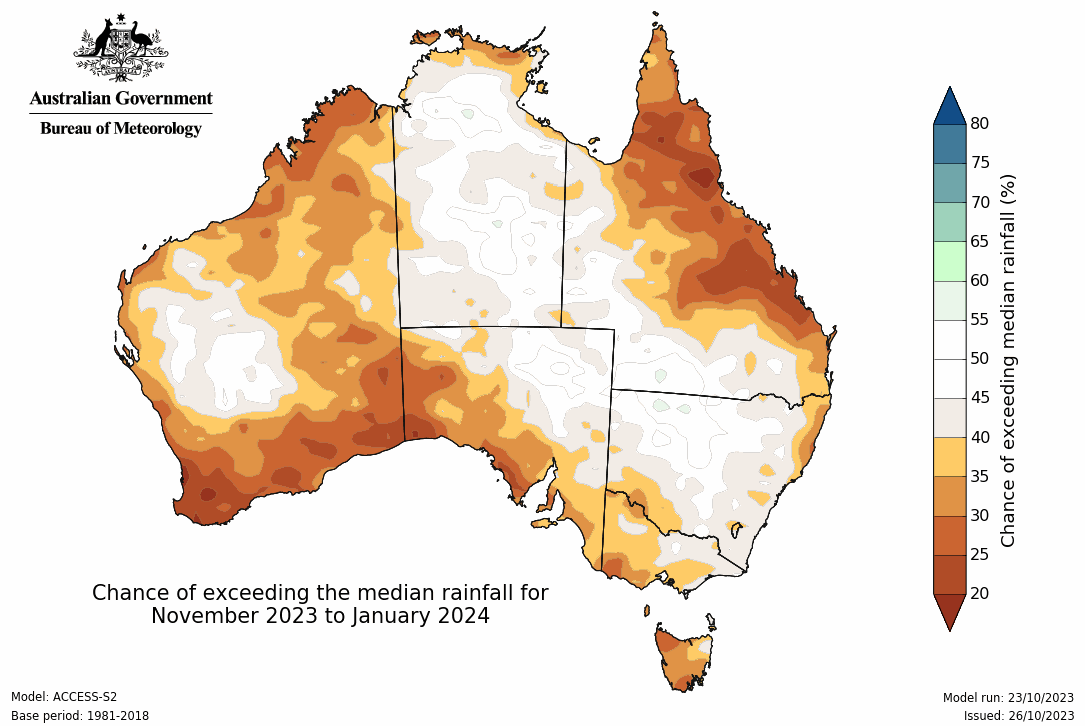 Australian Government
Bureau of Meteorology
80
75
70
65
60
55
50
45
40
35
30
25
20
Chance of exceeding median rainfall (%)
Chance of exceeding the median rainfall for
November 2023 to January 2024
Model: ACCESS-S2
Base period: 1981-2018
Model run: 23/10/2023
Issued: 26/10/2023